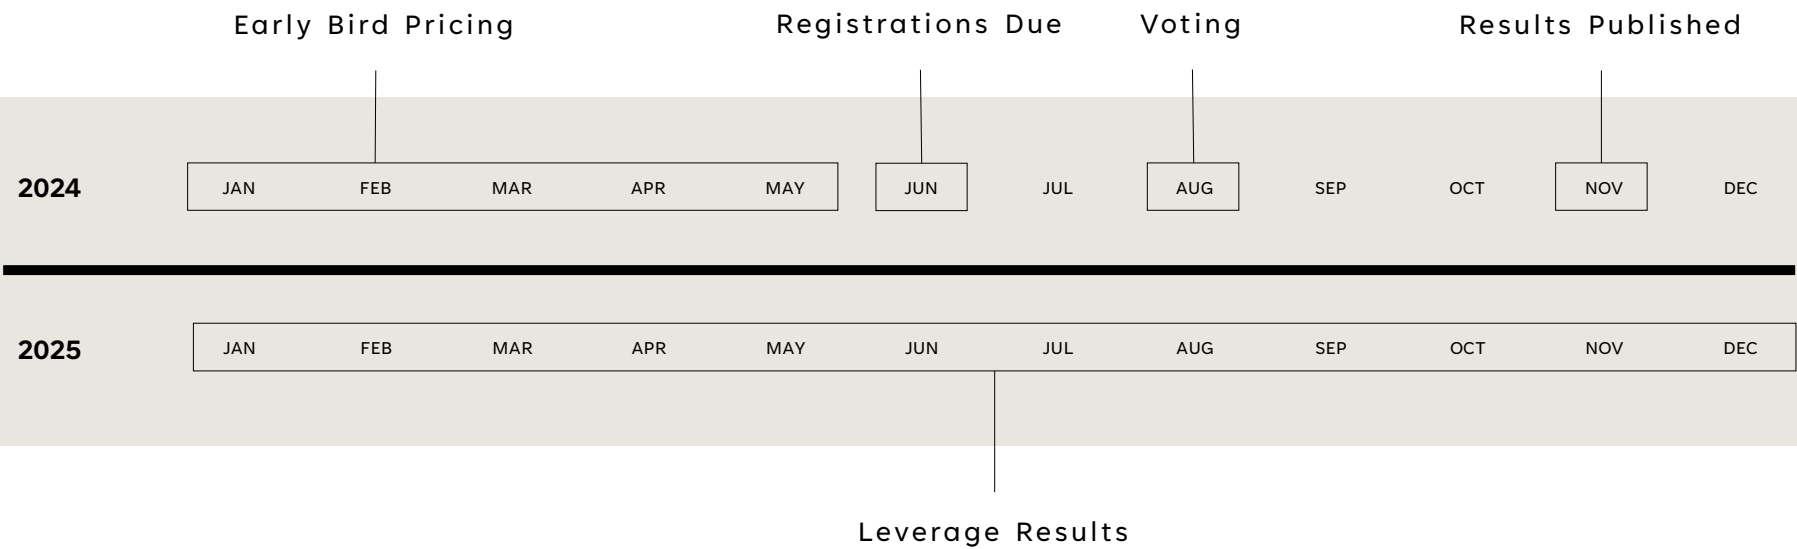 Early Bird Pricing Registrations Due Voting Results Published
2024 JAN FEB MAR APR MAY JUN JUL AUG SEP OCT NOV DEC
2025 JAN FEB MAR APR MAY JUN JUL AUG SEP OCT NOV DEC
Leverage Results